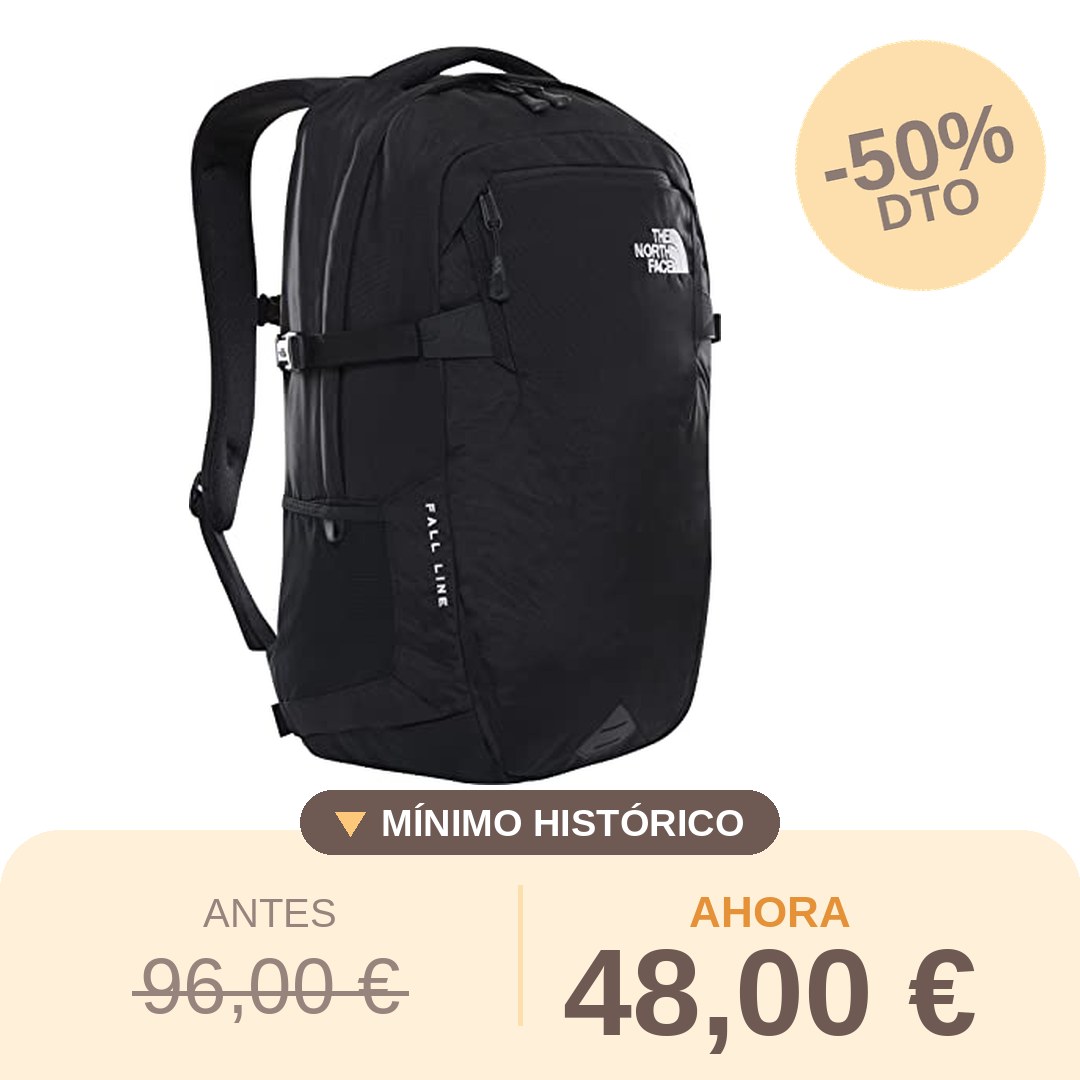 -50%
DTO
THE
NORTH
FACE
FALL LINE
MÍNIMO HISTÓRICO
ANTES
96,00 €
AHORA
48,00 €